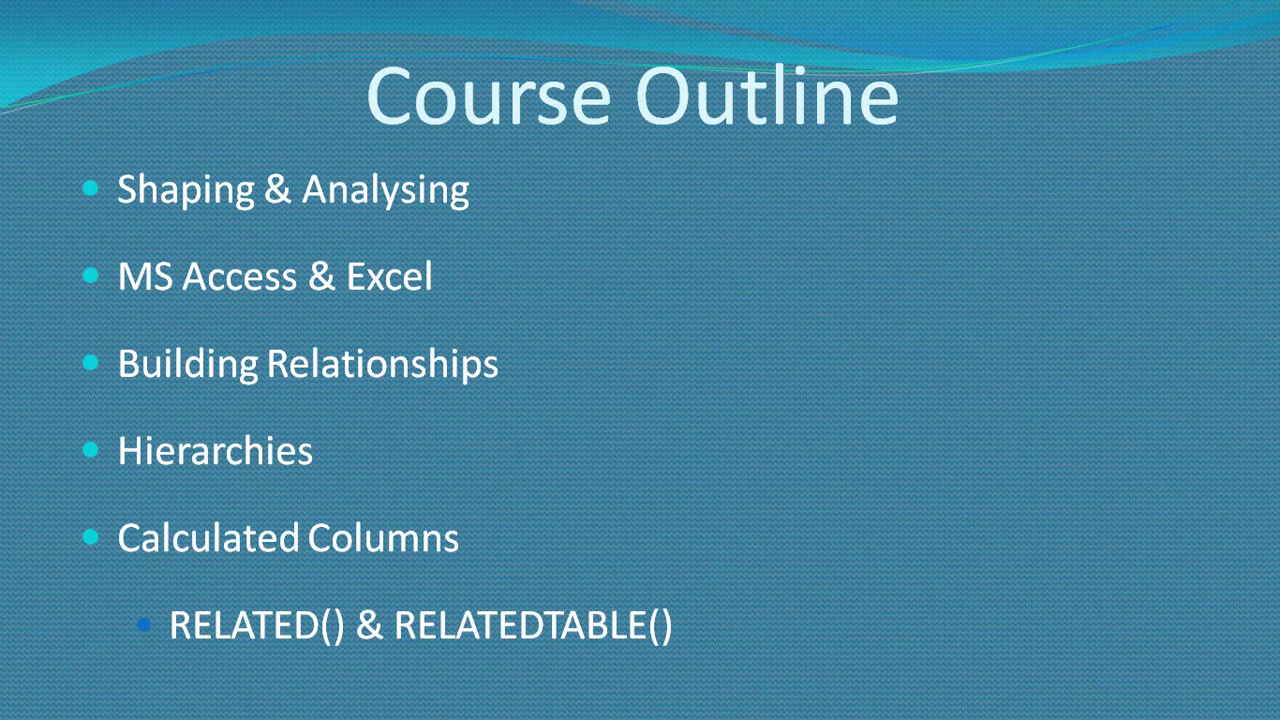 Course Outline
Shaping & Analysing
MS Access & Excel
Building Relationships
Hierarchies
Calculated Columns
RELATED() & RELATEDTABLE()